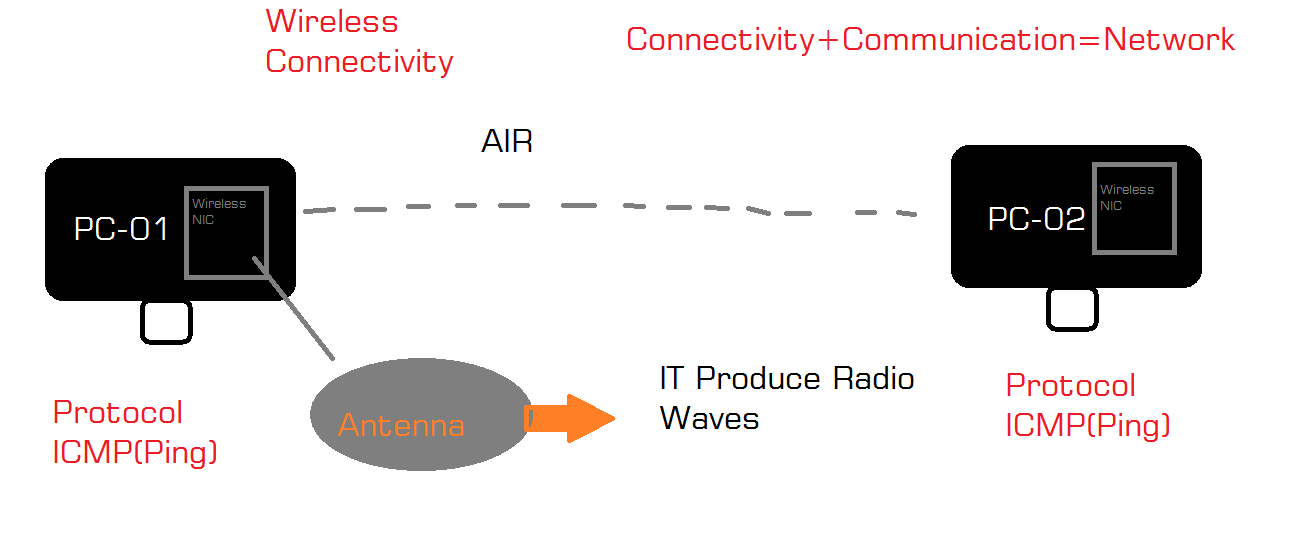 Wireless
Connectivity
Connectivity+Communication=Network
AIR
PC-01
Wireless
NIC
PC-02
Wireless
NIC
Antenna
IT Produce Radio
Waves
Protocol
ICMP(Ping)
Protocol
ICMP(Ping)